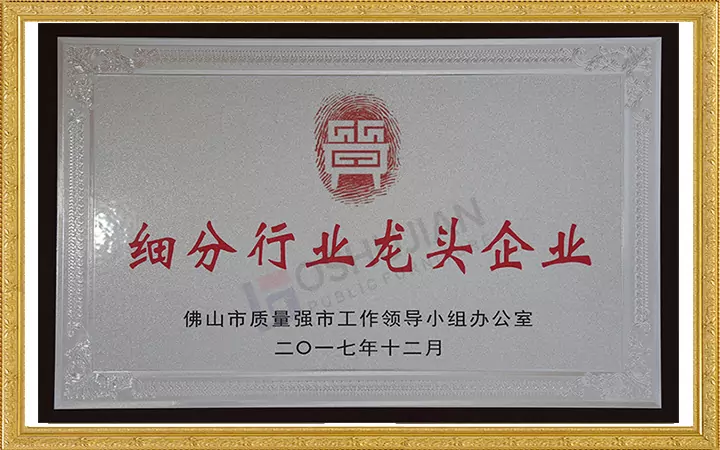 细分行业龙头企业
佛山市质量强市工作领导小组办公室
二〇一七年十二月